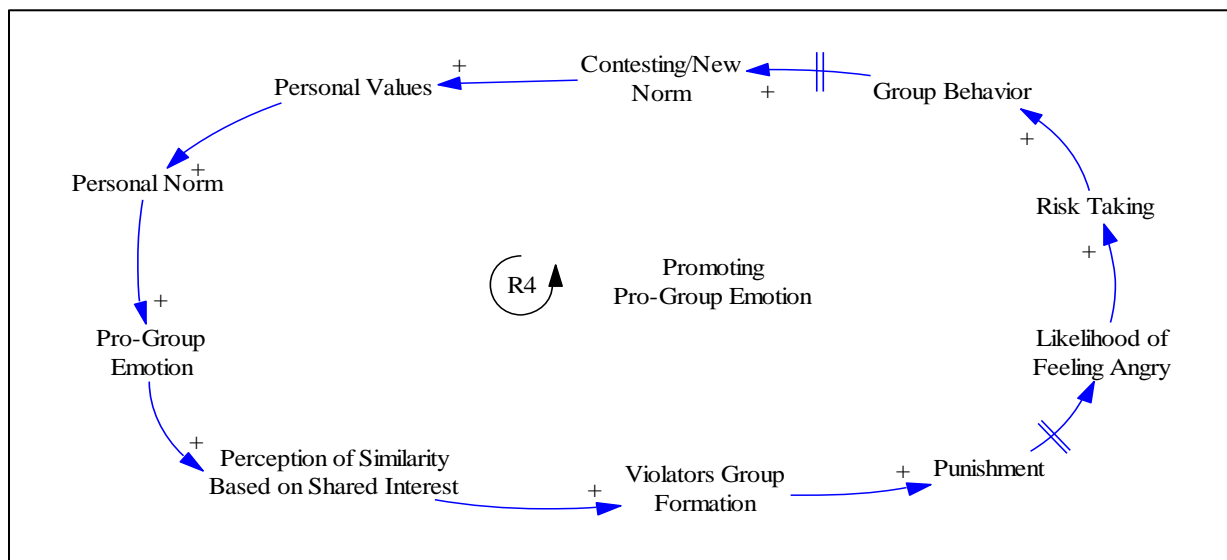 Contesting/New
Norm
+
Personal Values
+
Group Behavior
+
Personal Norm
+
Risk Taking
+
R4
Promoting
Pro-Group Emotion
+
Pro-Group
Emotion
Likelihood of
Feeling Angry
+
Perception of Similarity
Based on Shared Interest
+
Violators Group
Formation
+
Punishment